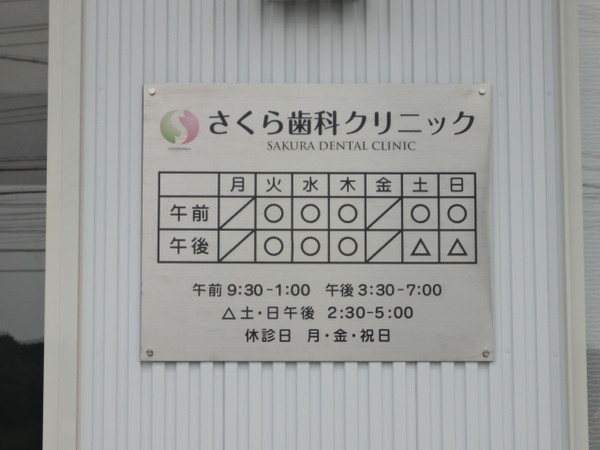 さくら歯科クリニック
SAKURA DENTAL CLINIC
月 火 水 木 金 土 日
午前 ／ ○ ○ ○ ／ ○ ○
午後 ／ ○ ○ ○ ／ △ △
午前 9:30-1:00 午後 3:30-7:00
△ 土・日午後 2:30-5:00
休診日 月・金・祝日